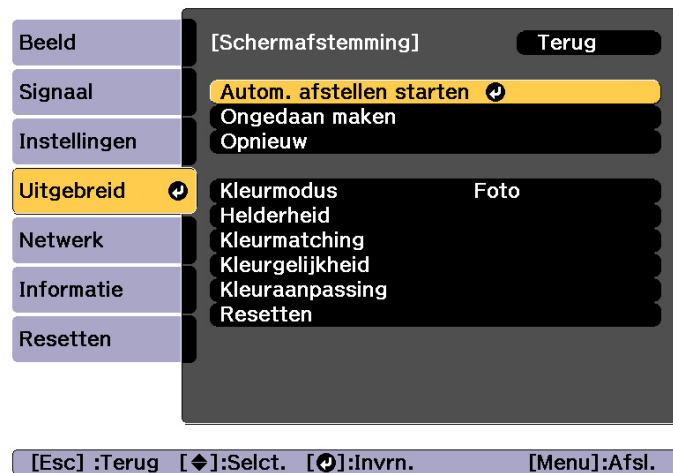 Beeld
Signaal
Instellingen
Uitgebreid
Netwerk
Informatie
Resetten
[Schermafstemming] Terug
Autom. afstellen starten
Ongedaan maken
Opnieuw
Kleurmodus Foto
Helderheid
Kleurmatching
Kleurgelijkheid
Kleuraanpassing
Resetten
[Esc] :Terug [◆]:Selct. [⏎]:Invrn. [Menu]:Afsl.